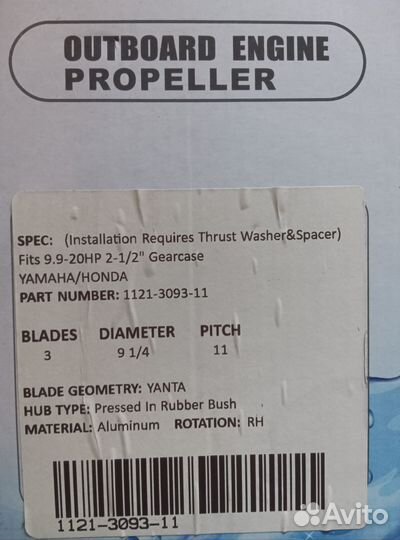 OUTBOARD ENGINE
PROPELLER
SPEC: (Installation Requires Thrust Washer&Spacer)
Fits 9.9-20HP 2-1/2" Gearcase
YAMAHA/HONDA
PART NUMBER: 1121-3093-11
BLADES DIAMETER PITCH
3 9 1/4 11
BLADE GEOMETRY: YANTA
HUB TYPE: Pressed In Rubber Bush
MATERIAL: Aluminum ROTATION: RH
1121-3093-11
Avito